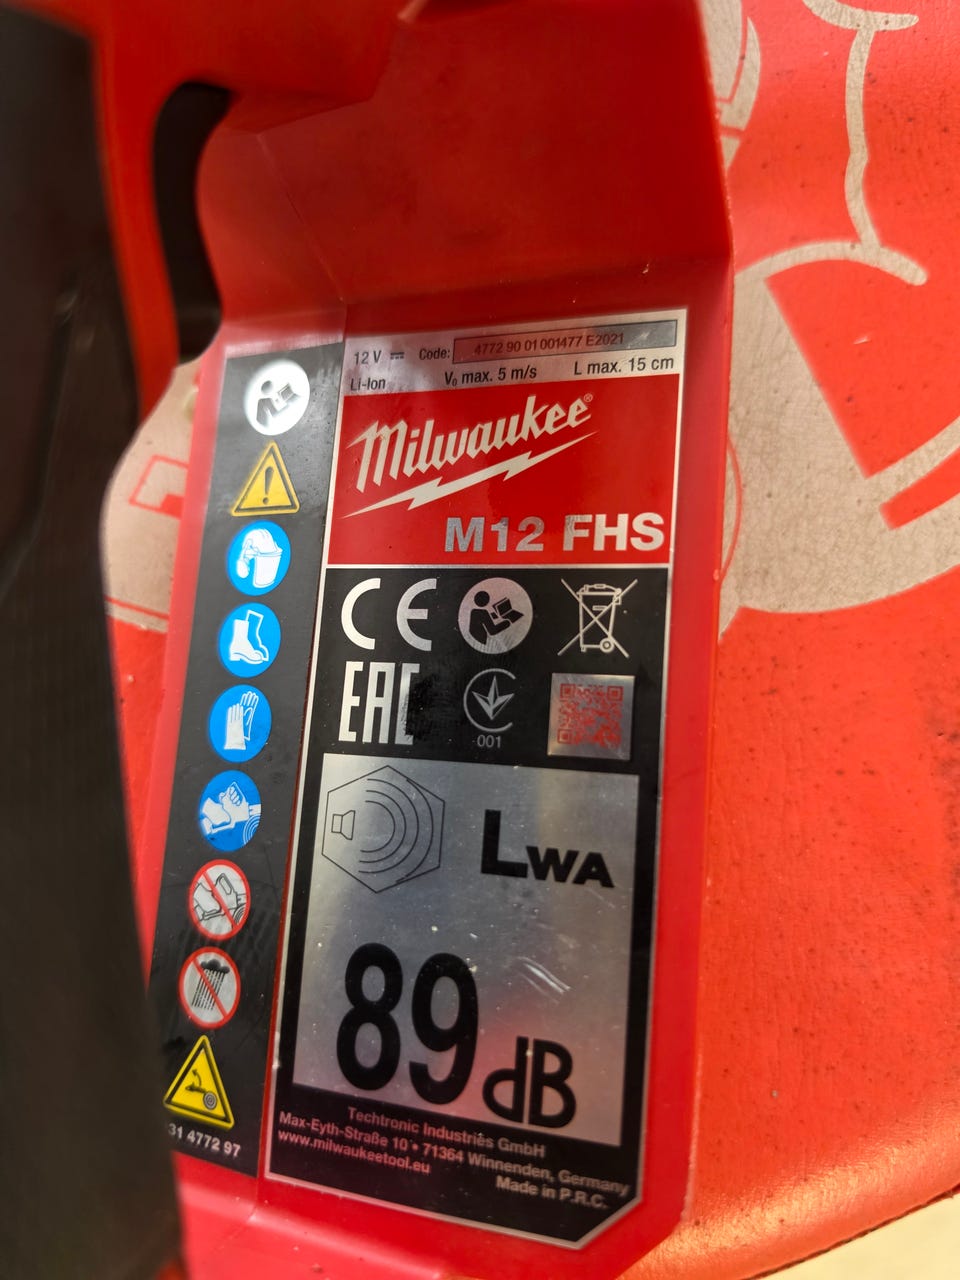 12 V ⎓ Code: 4772 90 01 001477 E2021
Li-Ion V₀ max. 5 m/s L max. 15 cm
Milwaukee®
M12 FHS
CE
EAC
001
LWA
89 dB
Techtronic Industries GmbH
Max-Eyth-Straße 10 • 71364 Winnenden, Germany
www.milwaukeetool.eu
Made in P.R.C.
31 4772 97